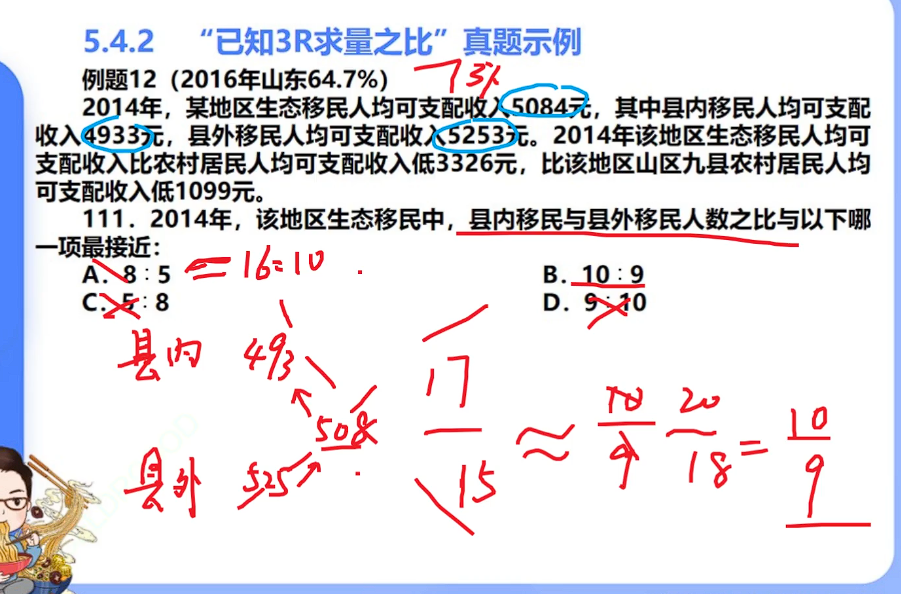 5.4.2 “已知3R求量之比”真题示例
例题12（2016年山东64.7%）
2014年，某地区生态移民人均可支配收入5084元，其中县内移民人均可支配
收入4933元，县外移民人均可支配收入5253元。2014年该地区生态移民人均可
支配收入比农村居民人均可支配收入低3326元，比该地区山区九县农村居民人均
可支配收入低1099元。
111．2014年，该地区生态移民中，县内移民与县外移民人数之比与以下哪
一项最接近：
A．8∶5 = 16:10
B．10∶9
C．5∶8
D．9∶10
县内 493
508
县外 525
17
15
≈
10
9
20
18
=
10
9